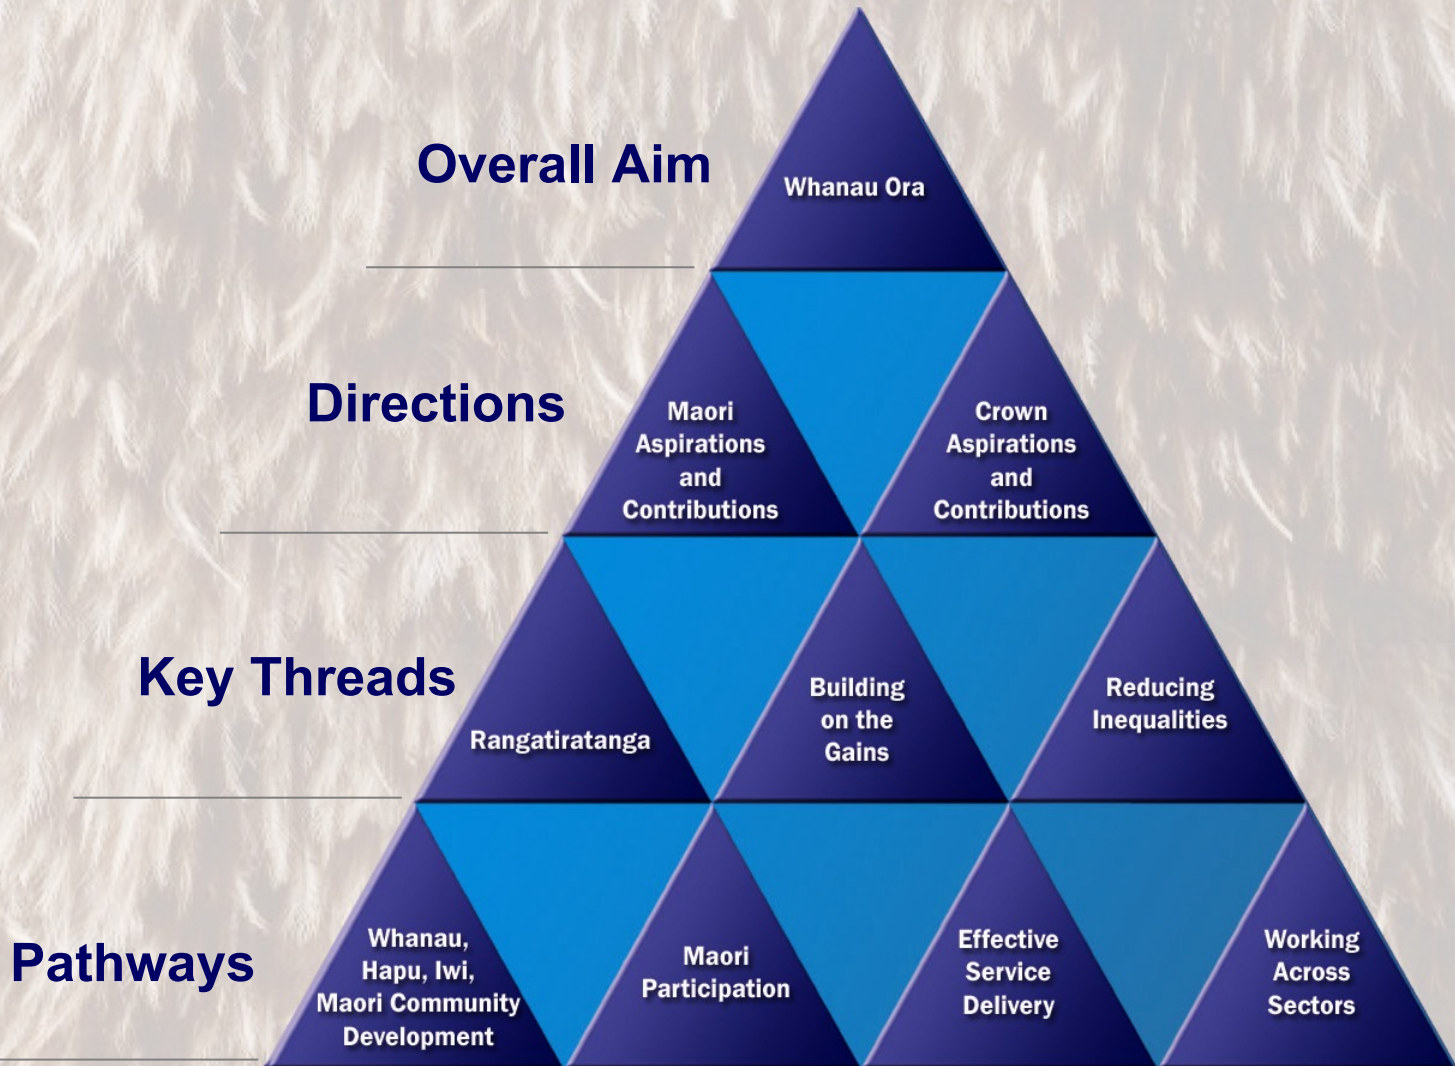 Overall Aim
Whanau Ora
Directions
Maori
Aspirations
and
Contributions
Crown
Aspirations
and
Contributions
Key Threads
Rangatiratanga
Building
on the
Gains
Reducing
Inequalities
Pathways
Whanau,
Hapu, Iwi,
Maori Community
Development
Maori
Participation
Effective
Service
Delivery
Working
Across
Sectors